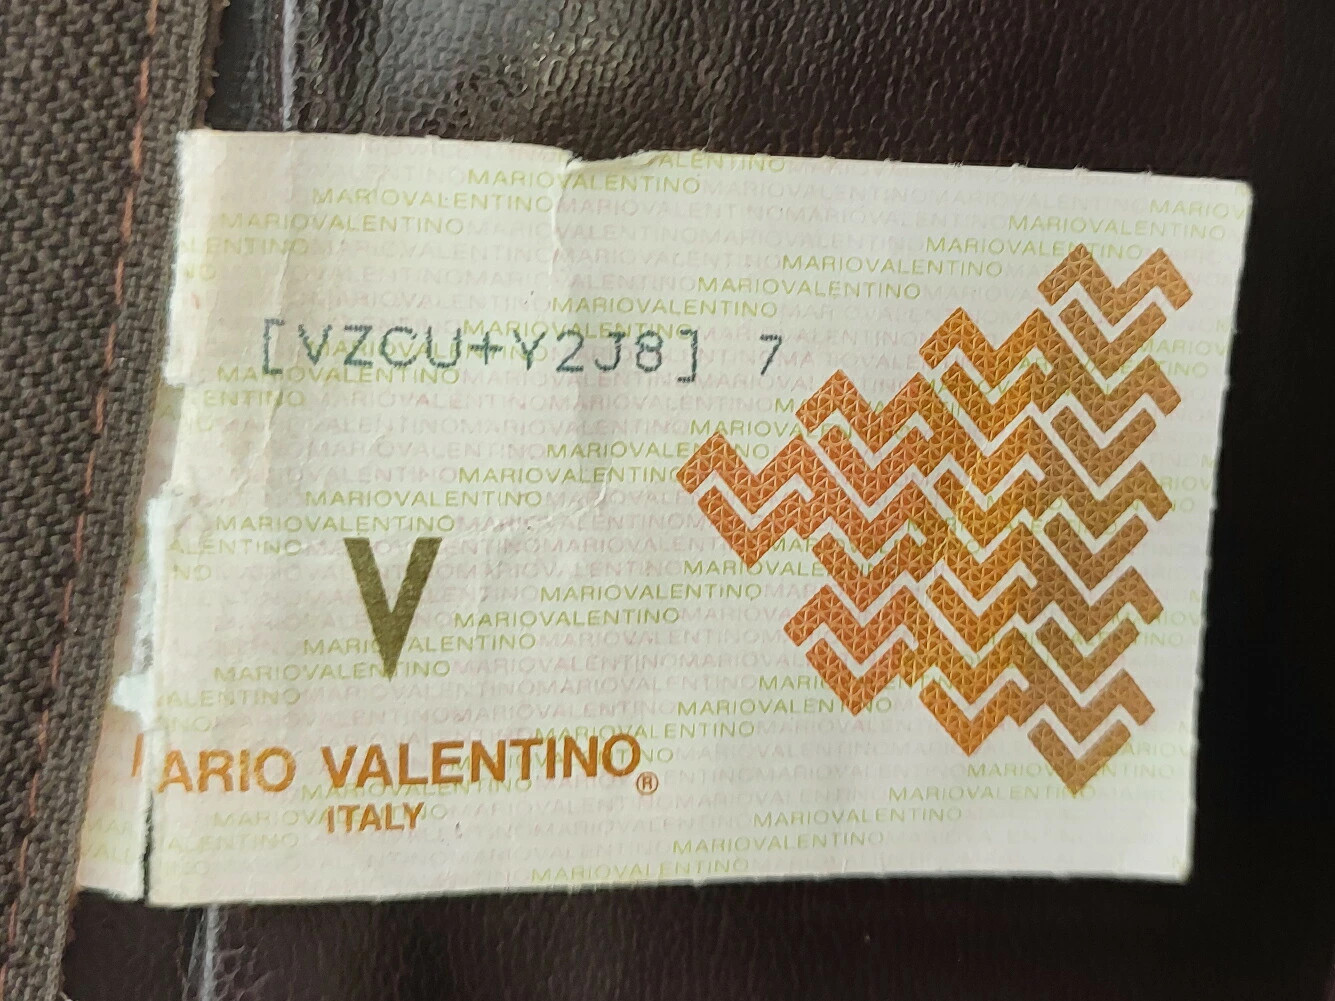 [VZCU+Y2J8] 7
V
ARIO VALENTINO®
ITALY
MARIOVALENTINO